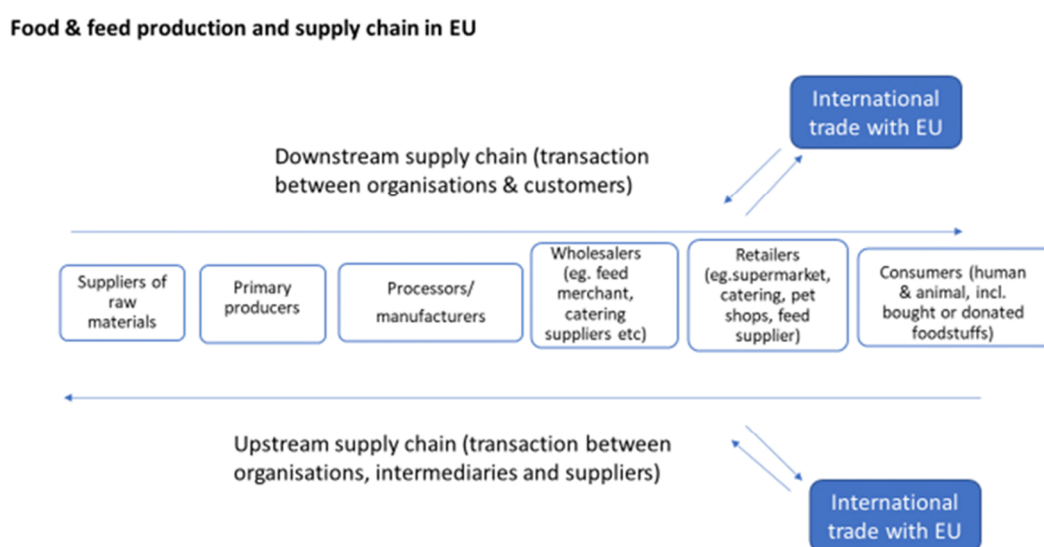 Food & feed production and supply chain in EU
International
trade with EU
Downstream supply chain (transaction
between organisations & customers)
Suppliers of
raw
materials
Primary
producers
Processors/
manufacturers
Wholesalers
(eg. feed
merchant,
catering
suppliers etc)
Retailers
(eg.supermarket,
catering, pet
shops, feed
supplier)
Consumers (human
& animal, incl.
bought or donated
foodstuffs)
Upstream supply chain (transaction between
organisations, intermediaries and suppliers)
International
trade with EU